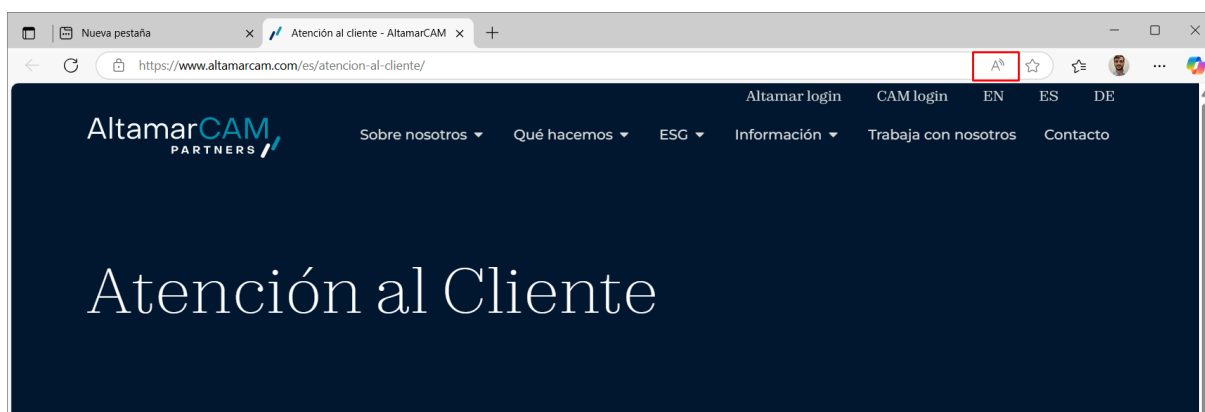 Nueva pestaña
Atención al cliente - AltamarCAM
https://www.altamarcam.com/es/atencion-al-cliente/
Altamar login CAM login EN ES DE
AltamarCAM
PARTNERS
Sobre nosotros Qué hacemos ESG Información Trabaja con nosotros Contacto
Atención al Cliente